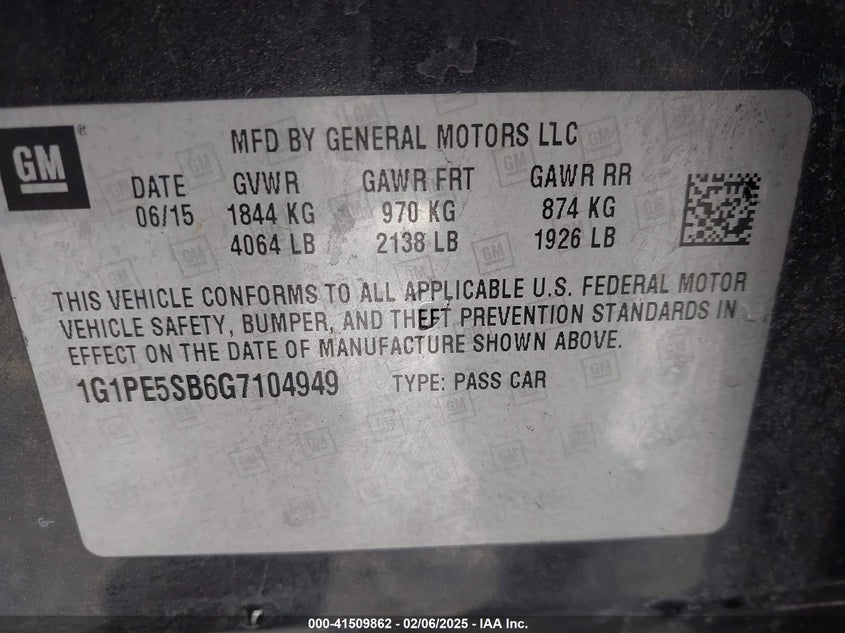 GM ®
MFD BY GENERAL MOTORS LLC
DATE GVWR GAWR FRT GAWR RR
06/15 1844 KG 970 KG 874 KG
4064 LB 2138 LB 1926 LB
THIS VEHICLE CONFORMS TO ALL APPLICABLE U.S. FEDERAL MOTOR
VEHICLE SAFETY, BUMPER, AND THEFT PREVENTION STANDARDS IN
EFFECT ON THE DATE OF MANUFACTURE SHOWN ABOVE.
1G1PE5SB6G7104949 TYPE: PASS CAR
000-41509862 - 02/06/2025 - IAA Inc.